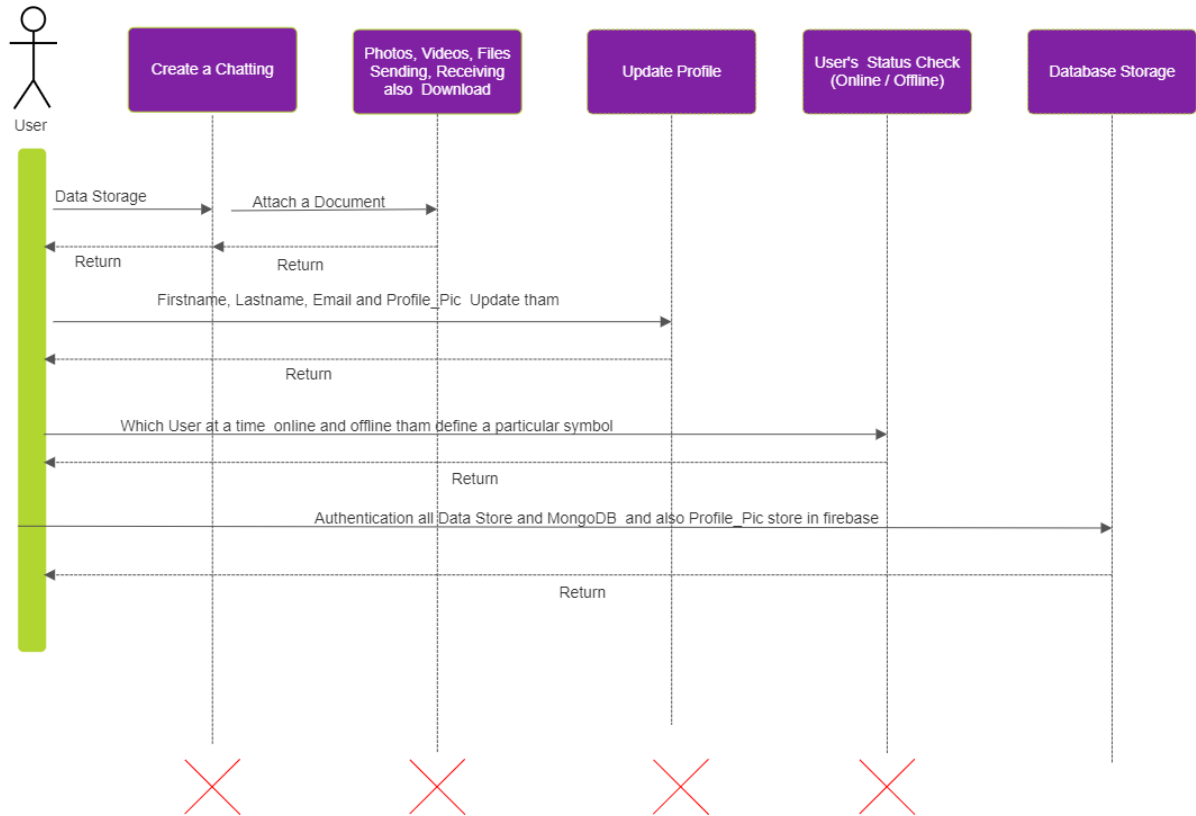 User
Create a Chatting
Photos, Videos, Files
Sending, Receiving
also Download
Update Profile
User's Status Check
(Online / Offline)
Database Storage
Data Storage
Attach a Document
Return
Return
Firstname, Lastname, Email and Profile_Pic Update tham
Return
Which User at a time online and offline tham define a particular symbol
Return
Authentication all Data Store and MongoDB and also Profile_Pic store in firebase
Return